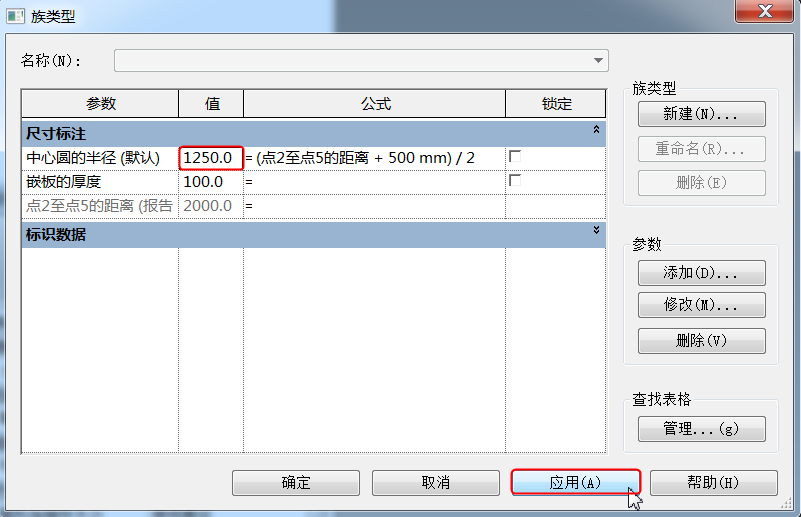 族类型
名称(N):
参数 值 公式 锁定
尺寸标注
中心圆的半径 (默认) 1250.0 = (点2至点5的距离 + 500 mm) / 2
嵌板的厚度 100.0 =
点2至点5的距离 (报告 2000.0 =
标识数据
族类型
新建(N)...
重命名(R)...
删除(E)
参数
添加(D)...
修改(M)...
删除(V)
查找表格
管理...(g)
确定 取消 应用(A) 帮助(H)